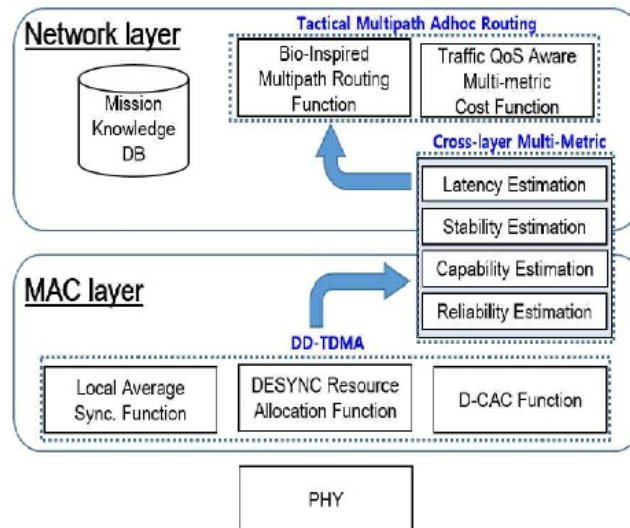 Tactical Multipath Adhoc Routing
Network layer
Bio-Inspired
Multipath Routing
Function
Traffic QoS Aware
Multi-metric
Cost Function
Mission
Knowledge
DB
Cross-layer Multi-Metric
Latency Estimation
Stability Estimation
Capability Estimation
Reliability Estimation
MAC layer
DD-TDMA
Local Average
Sync. Function
DESYNC Resource
Allocation Function
D-CAC Function
PHY